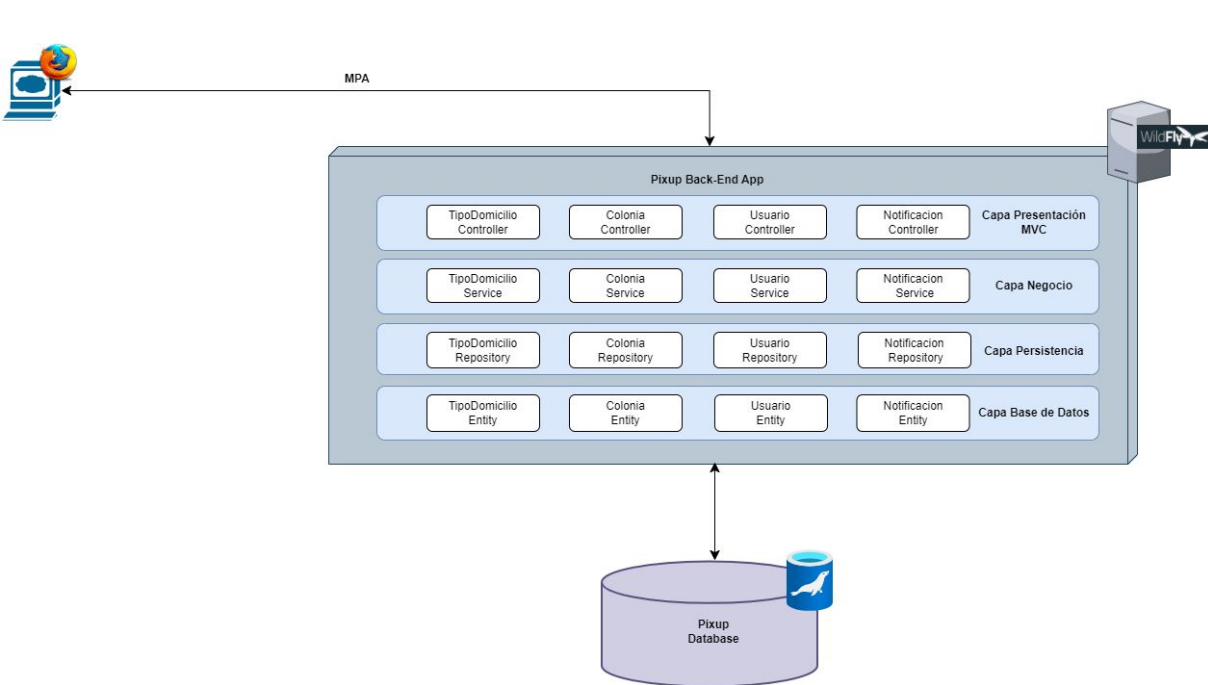 MPA
WildFly
Pixup Back-End App
TipoDomicilio
Controller
Colonia
Controller
Usuario
Controller
Notificacion
Controller
Capa Presentación
MVC
TipoDomicilio
Service
Colonia
Service
Usuario
Service
Notificacion
Service
Capa Negocio
TipoDomicilio
Repository
Colonia
Repository
Usuario
Repository
Notificacion
Repository
Capa Persistencia
TipoDomicilio
Entity
Colonia
Entity
Usuario
Entity
Notificacion
Entity
Capa Base de Datos
Pixup
Database